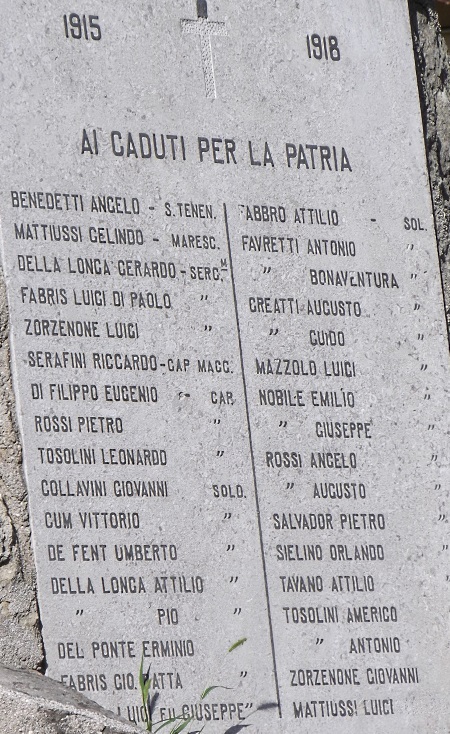 1915
1918
AI CADUTI PER LA PATRIA
BENEDETTI ANGELO - S. TENEN.
MATTIUSSI GELINDO - MARESC.
DELLA LONGA GERARDO - SERG.M
FABRIS LUIGI DI PAOLO "
ZORZENONE LUIGI "
SERAFINI RICCARDO - CAP MAGG.
DI FILIPPO EUGENIO - CAP.
ROSSI PIETRO "
TOSOLINI LEONARDO "
COLLAVINI GIOVANNI SOLD.
CUM VITTORIO "
DE FENT UMBERTO "
DELLA LONGA ATTILIO "
" PIO "
DEL PONTE ERMINIO
FABRIS GIO. BATTA "
LUIGI FU GIUSEPPE "
FABBRO ATTILIO - SOL.
FAVRETTI ANTONIO "
" BONAVENTURA "
GREATTI AUGUSTO "
" GUIDO "
MAZZOLO LUIGI "
NOBILE EMILIO "
" GIUSEPPE "
ROSSI ANGELO "
" AUGUSTO "
SALVADOR PIETRO "
SIELINO ORLANDO "
TAVANO ATTILIO "
TOSOLINI AMERICO
" ANTONIO
ZORZENONE GIOVANNI
MATTIUSSI LUIGI